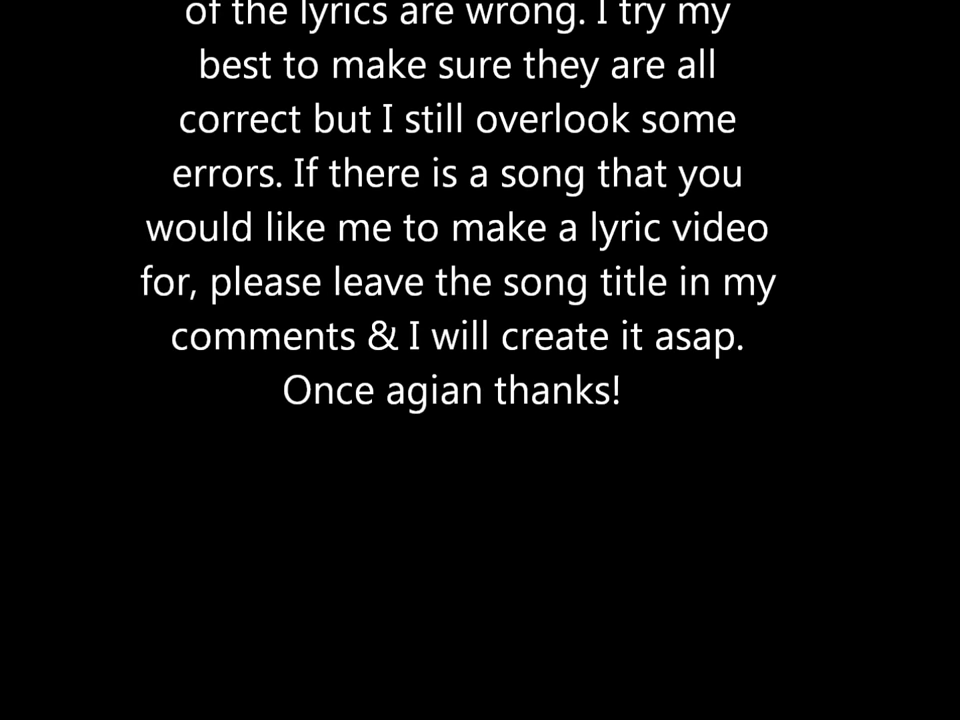 of the lyrics are wrong. I try my
best to make sure they are all
correct but I still overlook some
errors. If there is a song that you
would like me to make a lyric video
for, please leave the song title in my
comments & I will create it asap.
Once agian thanks!